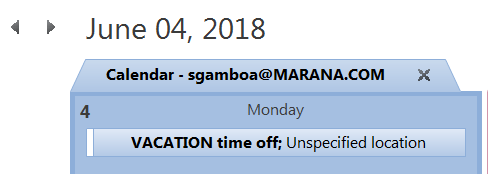 June 04, 2018
Calendar - sgamboa@MARANA.COM
4 Monday
VACATION time off; Unspecified location